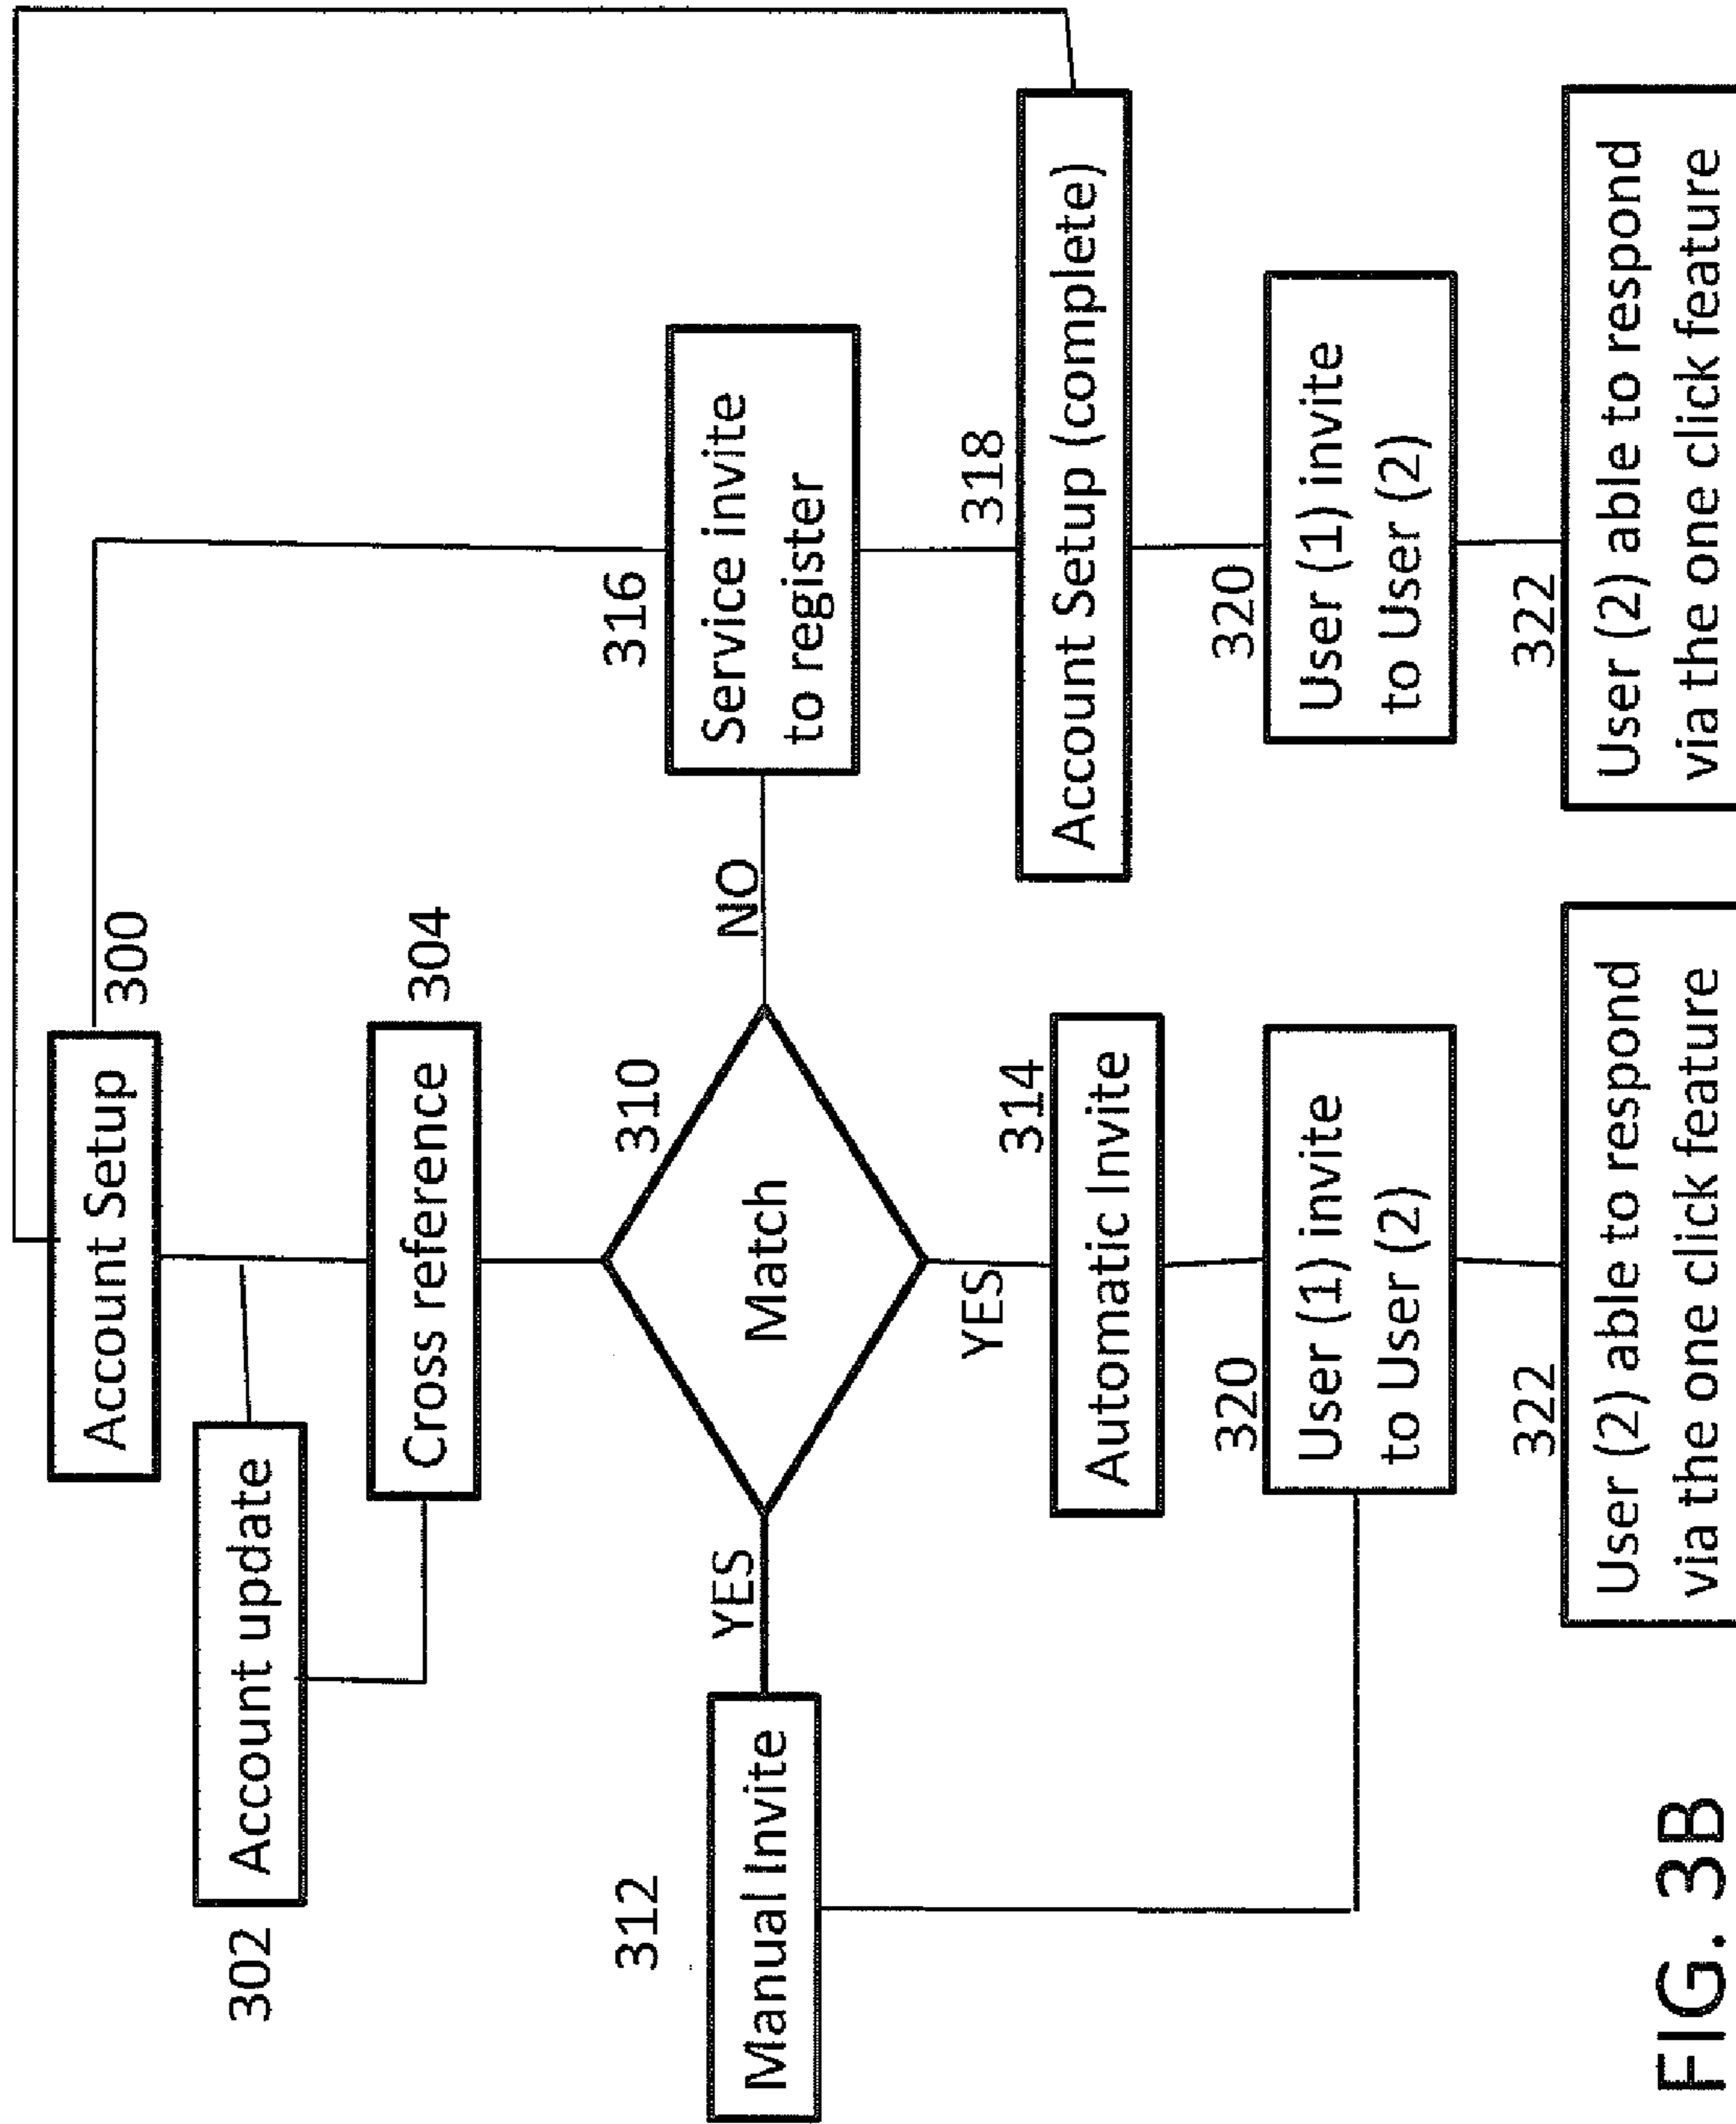 Account Setup
300
302
Account update
Cross reference
304
310
Match
YES
NO
YES
312
Manual Invite
314
Automatic Invite
316
Service invite
to register
318
Account Setup (complete)
320
User (1) invite
to User (2)
320
User (1) invite
to User (2)
322
User (2) able to respond
via the one click feature
322
User (2) able to respond
via the one click feature
FIG. 3B